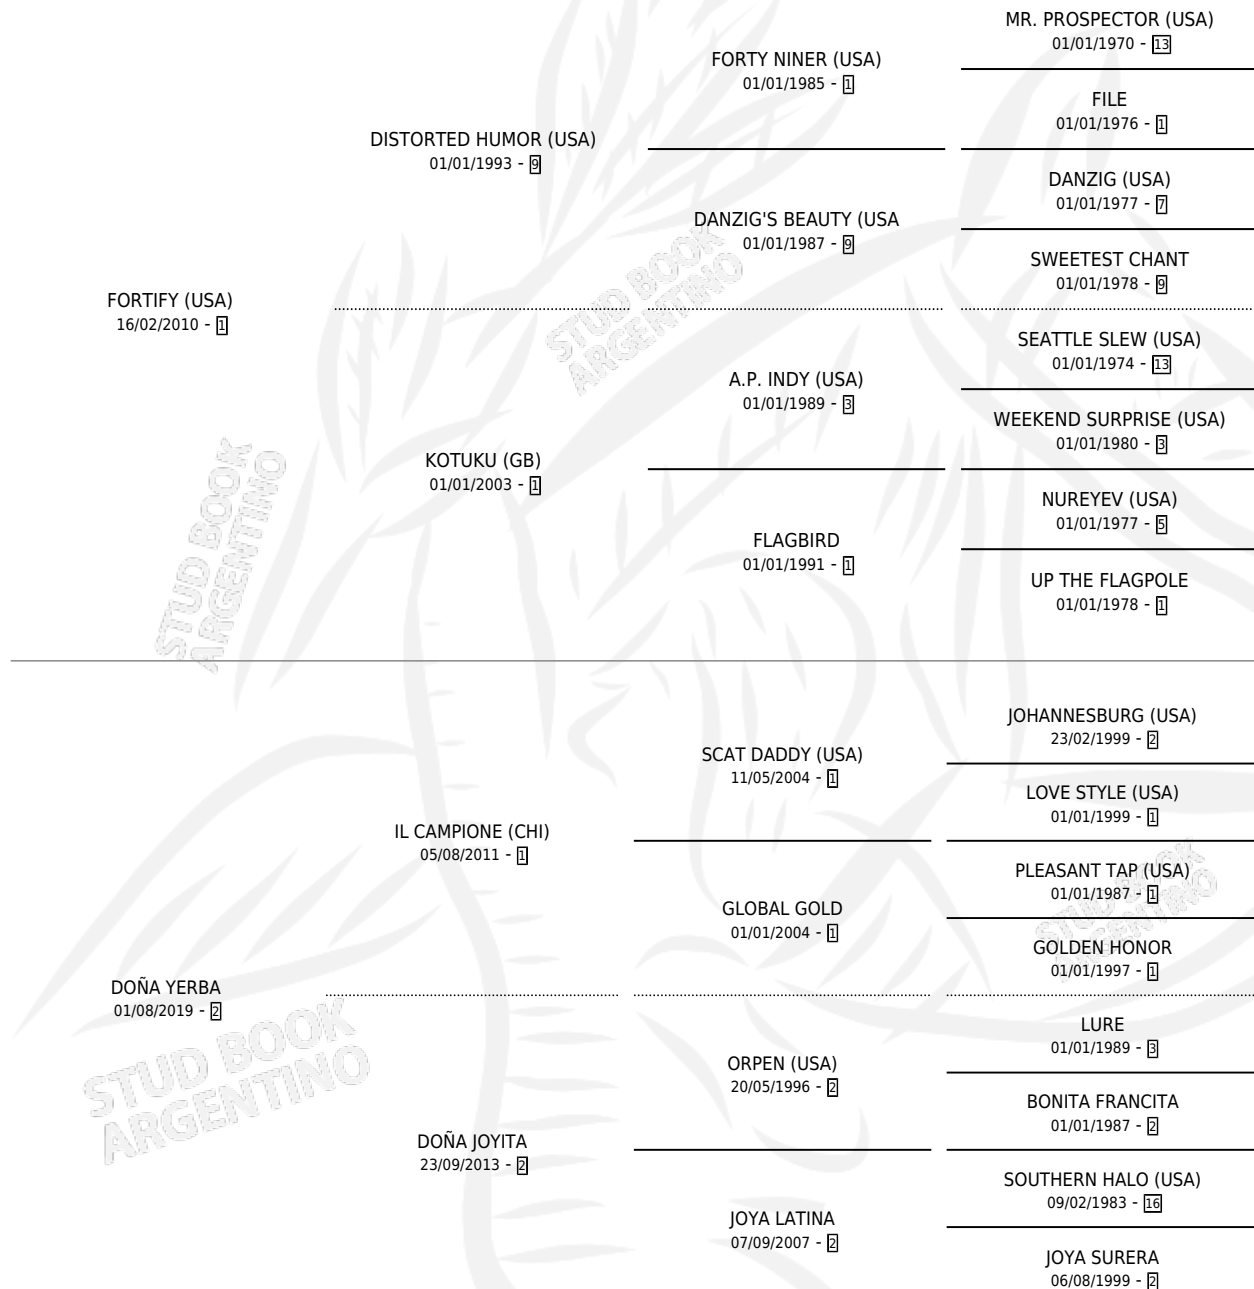 MR. PROSPECTOR (USA)
01/01/1970 - 13
FORTY NINER (USA)
01/01/1985 - 1
FILE
01/01/1976 - 1
DISTORTED HUMOR (USA)
01/01/1993 - 9
DANZIG (USA)
01/01/1977 - 7
DANZIG'S BEAUTY (USA
01/01/1987 - 9
SWEETEST CHANT
01/01/1978 - 9
FORTIFY (USA)
16/02/2010 - 1
SEATTLE SLEW (USA)
01/01/1974 - 13
A.P. INDY (USA)
01/01/1989 - 3
WEEKEND SURPRISE (USA)
01/01/1980 - 3
KOTUKU (GB)
01/01/2003 - 1
NUREYEV (USA)
01/01/1977 - 5
FLAGBIRD
01/01/1991 - 1
UP THE FLAGPOLE
01/01/1978 - 1
STUD BOOK
ARGENTINO
STUD BOOK
ARGENTINO
JOHANNESBURG (USA)
23/02/1999 - 2
SCAT DADDY (USA)
11/05/2004 - 1
LOVE STYLE (USA)
01/01/1999 - 1
IL CAMPIONE (CHI)
05/08/2011 - 1
PLEASANT TAP (USA)
01/01/1987 - 1
GLOBAL GOLD
01/01/2004 - 1
GOLDEN HONOR
01/01/1997 - 1
STUD BOOK
ARGENTINO
DOÑA YERBA
01/08/2019 - 2
LURE
01/01/1989 - 3
ORPEN (USA)
20/05/1996 - 2
BONITA FRANCITA
01/01/1987 - 2
DOÑA JOYITA
23/09/2013 - 2
SOUTHERN HALO (USA)
09/02/1983 - 16
JOYA LATINA
07/09/2007 - 2
JOYA SURERA
06/08/1999 - 2
STUD BOOK
ARGENTINO